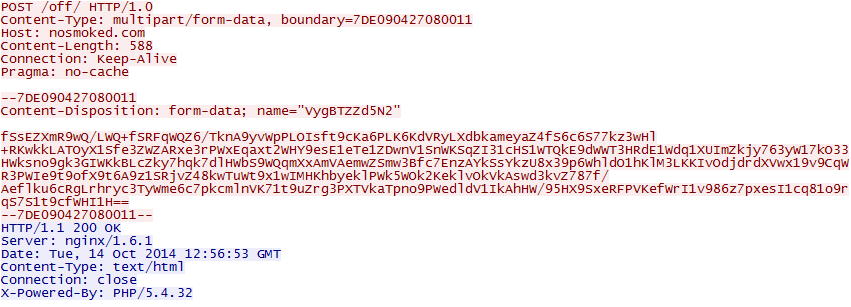 POST /off/ HTTP/1.0
Content-Type: multipart/form-data, boundary=7DE090427080011
Host: nosmoked.com
Content-Length: 588
Connection: Keep-Alive
Pragma: no-cache

--7DE090427080011
Content-Disposition: form-data; name="VygBTZZd5N2"

fSsEZXmR9wQ/LWQ+fSRFqWQZ6/TknA9yvWpPLOIsft9cKa6PLK6KdVRyLXdbkameyaZ4fS6c6S77kz3wHl
+RKwkkLATOyX1Sfe3ZWZARxe3rPWxEqaxt2WHY9esE1eTe1ZDwnV1SnWKSqZI31cHS1WTQkE9dWWT3HRdE1Wdq1XUImZkjy763yW17kO33
HWksno9gk3GIWKkBLcZky7hqk7dlHWbS9WQqmXxAmVAemwZSmw3Bfc7EnzAYkSsYkzU8x39p6WhldO1hKlM3LKKIvOdjdrdXVwx19v9CqW
R3PWIe9t9ofX9t6A9z1SRjvZ48kwTuWt9x1wIMHKhbyeklPWk5WOk2KeklvOkVkAswd3kvZ787f/
Aeflku6cRgLrhryc3TyWme6c7pkcmlnVK71t9uZrg3PXTVkaTpno9PWedldV1IkAhHW/95HX9SxeRFPVKefWrI1v986z7pxesI1cq81o9r
qS7S1t9cfWHI1H==
--7DE090427080011--
HTTP/1.1 200 OK
Server: nginx/1.6.1
Date: Tue, 14 Oct 2014 12:56:53 GMT
Content-Type: text/html
Connection: close
X-Powered-By: PHP/5.4.32